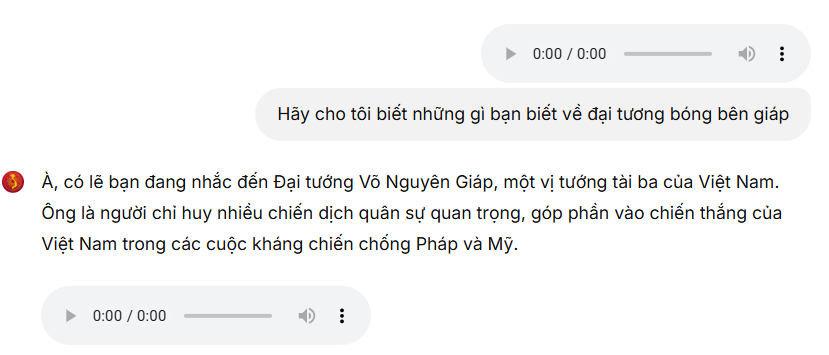 0:00 / 0:00
Hãy cho tôi biết những gì bạn biết về đại tương bóng bên giáp
À, có lẽ bạn đang nhắc đến Đại tướng Võ Nguyên Giáp, một vị tướng tài ba của Việt Nam.
Ông là người chỉ huy nhiều chiến dịch quân sự quan trọng, góp phần vào chiến thắng của
Việt Nam trong các cuộc kháng chiến chống Pháp và Mỹ.
0:00 / 0:00